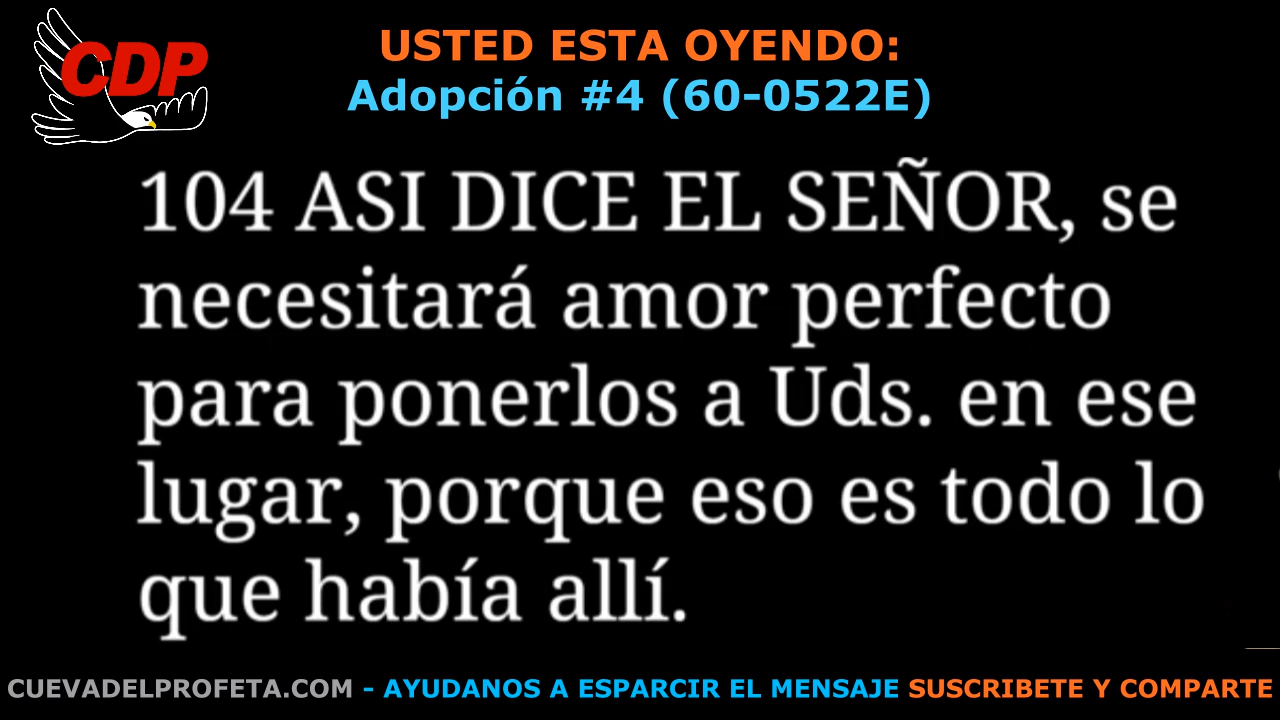 CDP
USTED ESTA OYENDO:
Adopción #4 (60-0522E)
104 ASI DICE EL SEÑOR, se
necesitará amor perfecto
para ponerlos a Uds. en ese
lugar, porque eso es todo lo
que había allí.
CUEVADELPROFETA.COM - AYUDANOS A ESPARCIR EL MENSAJE SUSCRIBETE Y COMPARTE